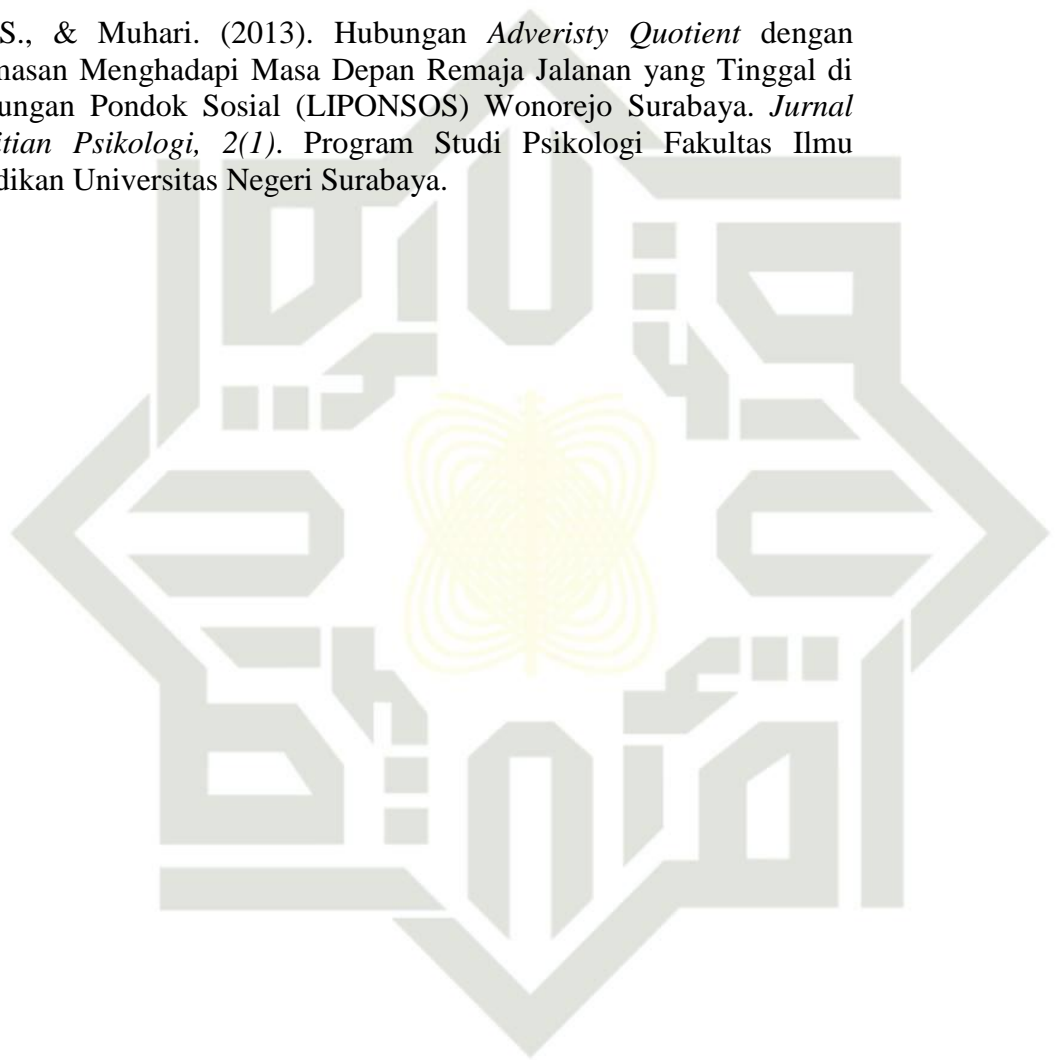 S., & Muhari. (2013). Hubungan Adveristy Quotient dengan
masan Menghadapi Masa Depan Remaja Jalanan yang Tinggal di
ungan Pondok Sosial (LIPONSOS) Wonorejo Surabaya. Jurnal
itian Psikologi, 2(1). Program Studi Psikologi Fakultas Ilmu
dikan Universitas Negeri Surabaya.